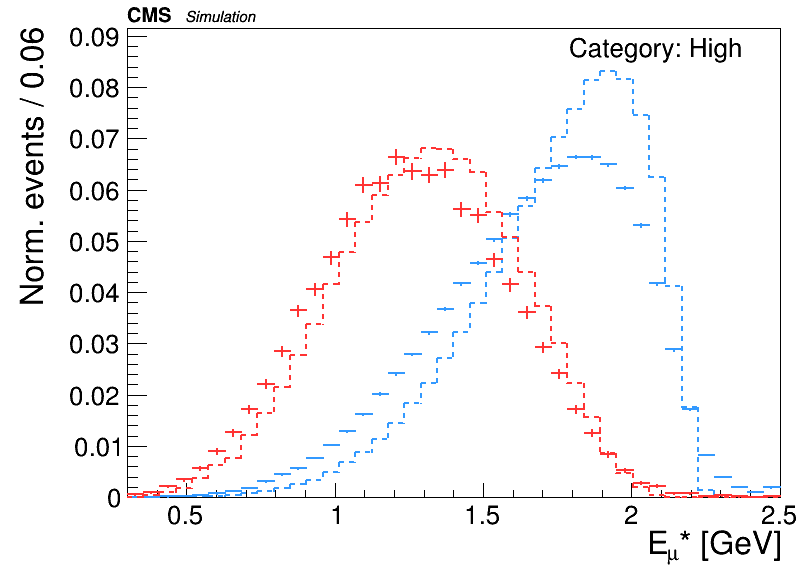 CMS Simulation
Category: High
Norm. events / 0.06
0.09
0.08
0.07
0.06
0.05
0.04
0.03
0.02
0.01
0
0.5 1 1.5 2 2.5
E_μ* [GeV]